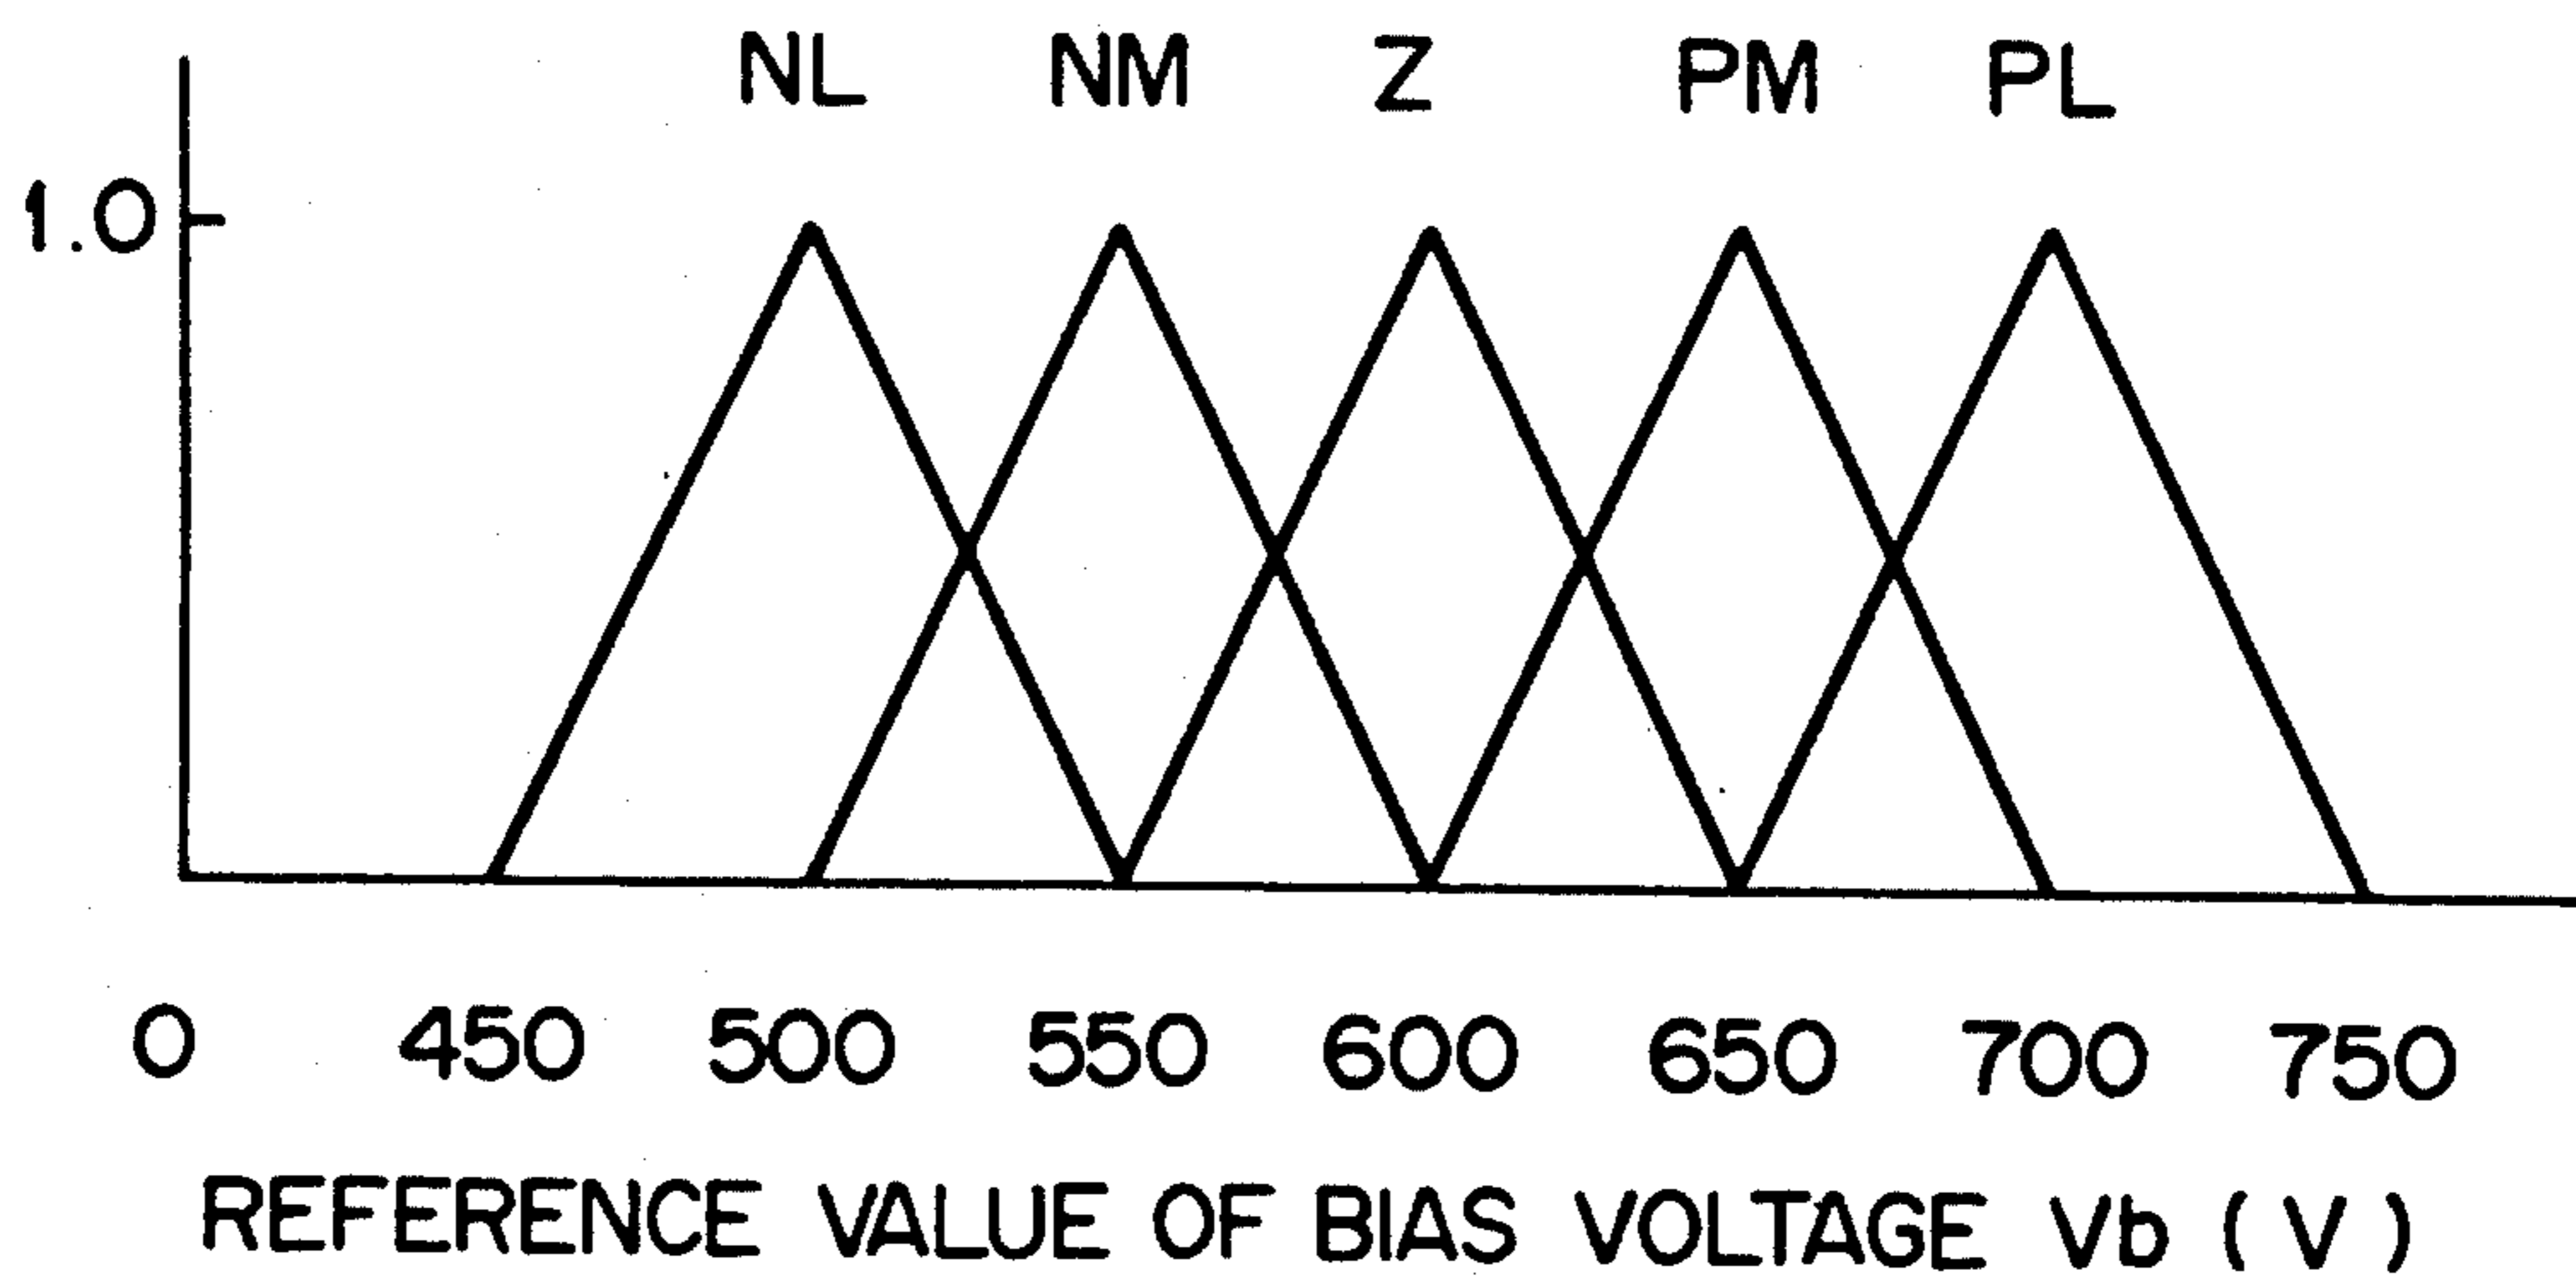 NL NM Z PM PL
1.0
0 450 500 550 600 650 700 750
REFERENCE VALUE OF BIAS VOLTAGE Vb ( V )